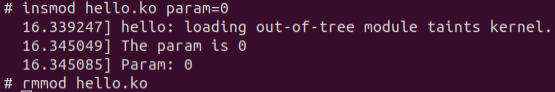 # insmod hello.ko param=0
16.339247] hello: loading out-of-tree module taints kernel.
16.345049] The param is 0
16.345085] Param: 0
# rmmod hello.ko